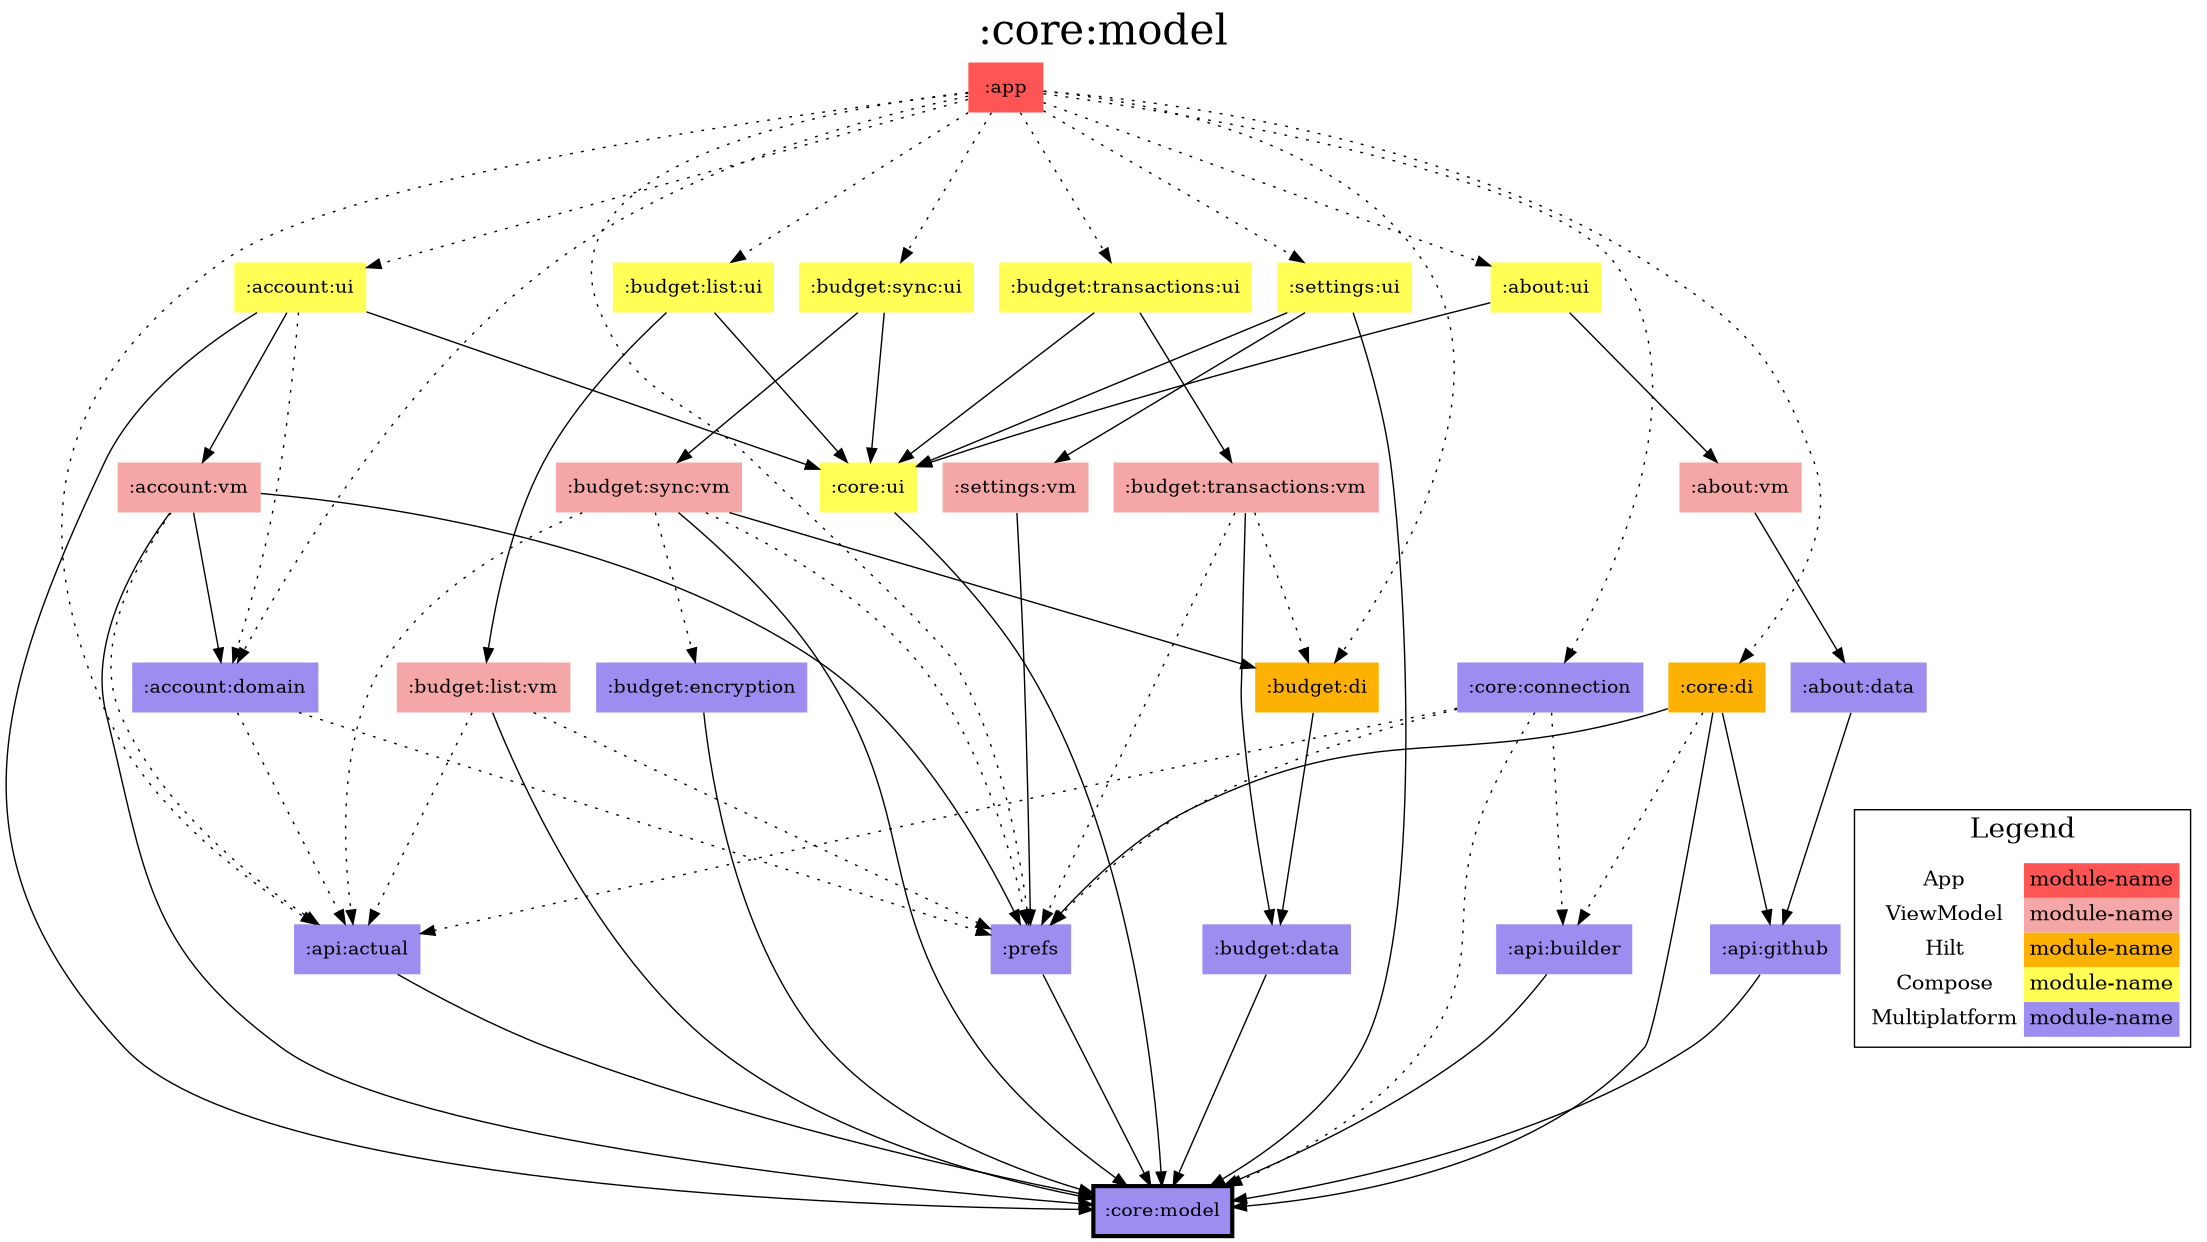 :core:model
:app
:account:ui
:budget:list:ui
:budget:sync:ui
:budget:transactions:ui
:settings:ui
:about:ui
:account:vm
:budget:sync:vm
:core:ui
:settings:vm
:budget:transactions:vm
:about:vm
:account:domain
:budget:list:vm
:budget:encryption
:budget:di
:core:connection
:core:di
:about:data
:api:actual
:prefs
:budget:data
:api:builder
:api:github
Legend
App module-name
ViewModel module-name
Hilt module-name
Compose module-name
Multiplatform module-name
:core:model